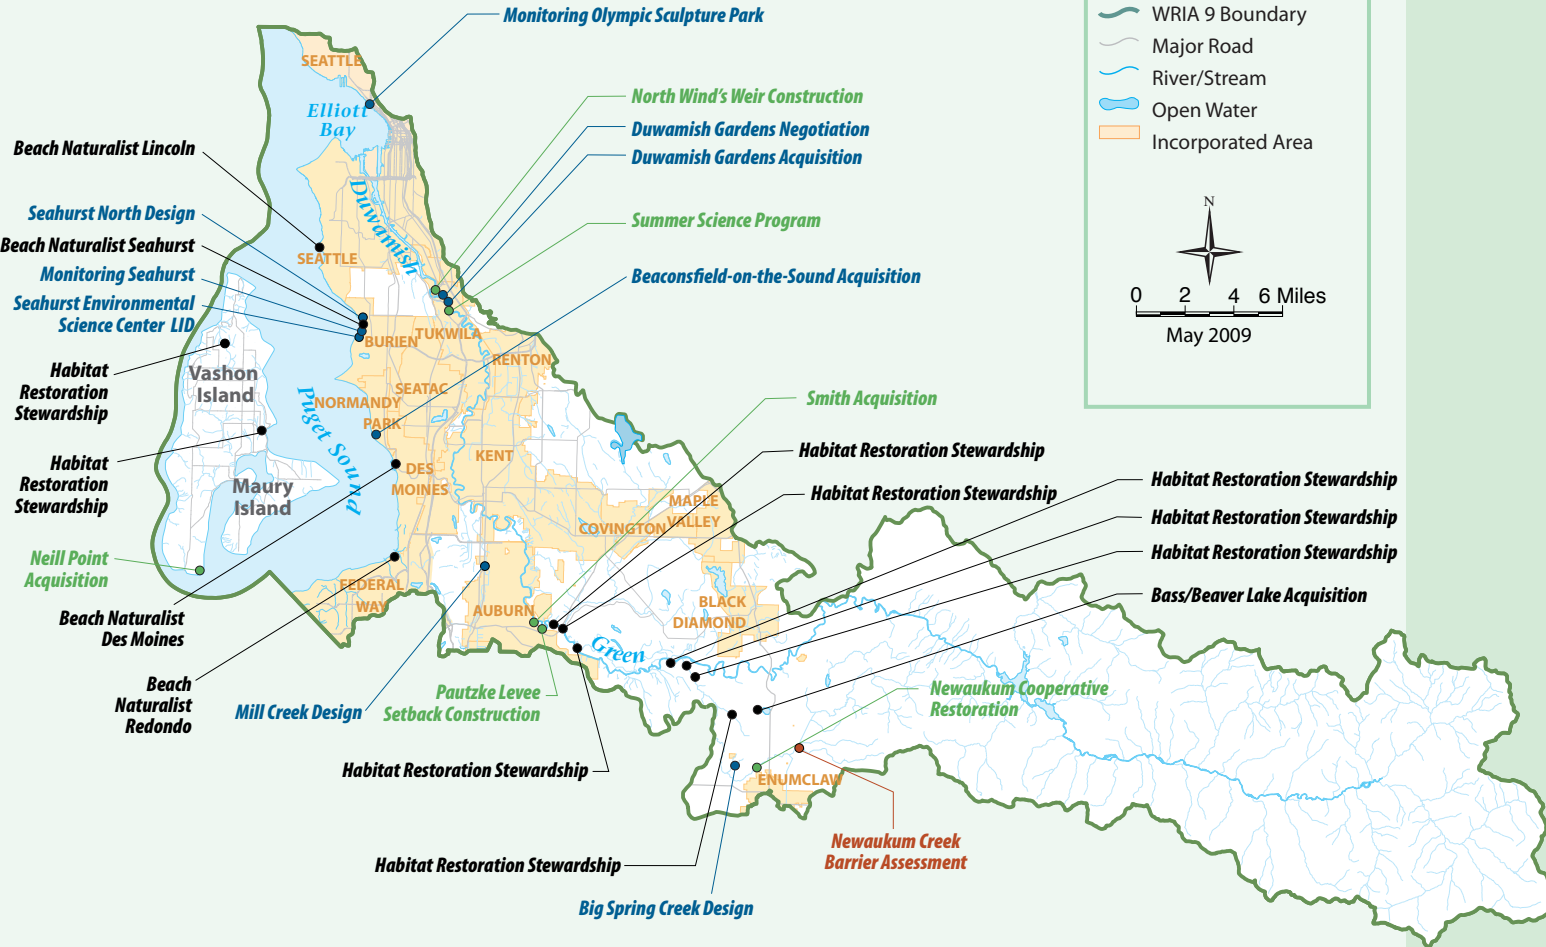 Monitoring Olympic Sculpture Park
WRIA 9 Boundary
Major Road
River/Stream
Open Water
Incorporated Area
N
0 2 4 6 Miles
May 2009
SEATTLE
Elliott
Bay
North Wind's Weir Construction
Duwamish Gardens Negotiation
Duwamish Gardens Acquisition
Summer Science Program
Beaconsfield-on-the-Sound Acquisition
Beach Naturalist Lincoln
Seahurst North Design
Beach Naturalist Seahurst
Monitoring Seahurst
Seahurst Environmental
Science Center LID
Habitat
Restoration
Stewardship
Habitat
Restoration
Stewardship
Neill Point
Acquisition
Beach Naturalist
Des Moines
Beach
Naturalist
Redondo
Duwamish
SEATTLE
BURIEN
TUKWILA
RENTON
Vashon
Island
SEATAC
NORMANDY
PARK
Puget Sound
KENT
DES
MOINES
Maury
Island
MAPLE
VALLEY
COVINGTON
FEDERAL
WAY
AUBURN
BLACK
DIAMOND
Green
ENUMCLAW
Smith Acquisition
Habitat Restoration Stewardship
Habitat Restoration Stewardship
Habitat Restoration Stewardship
Habitat Restoration Stewardship
Habitat Restoration Stewardship
Bass/Beaver Lake Acquisition
Newaukum Cooperative
Restoration
Pautzke Levee
Setback Construction
Mill Creek Design
Habitat Restoration Stewardship
Newaukum Creek
Barrier Assessment
Habitat Restoration Stewardship
Big Spring Creek Design